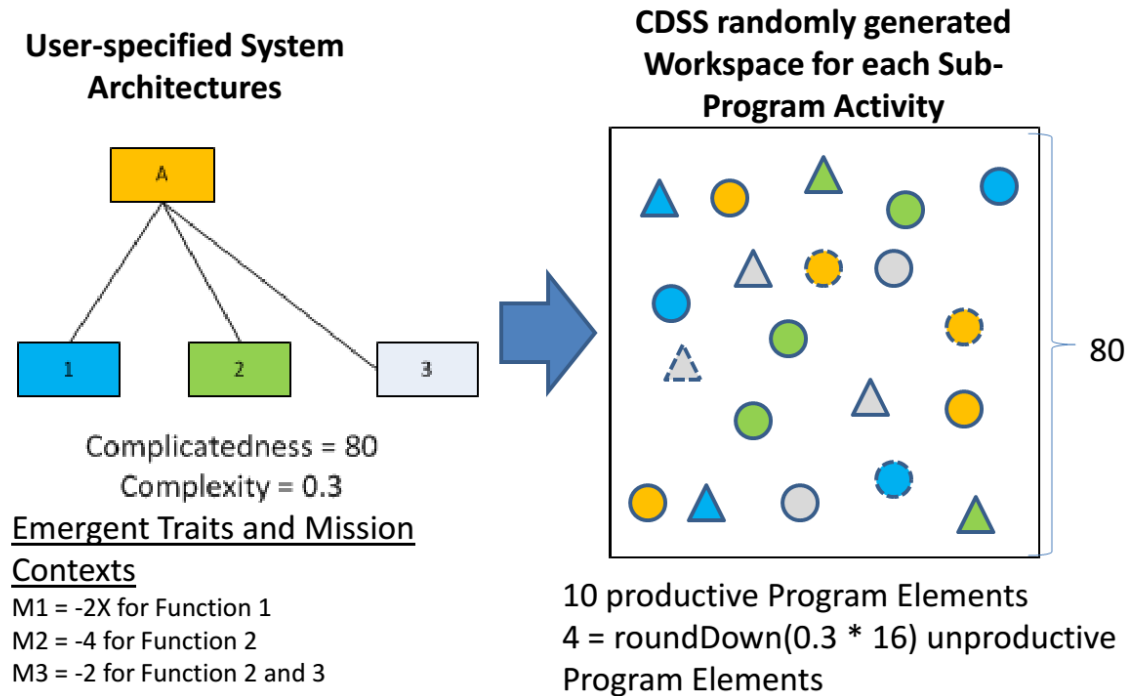 User-specified System
Architectures
A
1
2
3
Complicatedness = 80
Complexity = 0.3
Emergent Traits and Mission
Contexts
M1 = -2X for Function 1
M2 = -4 for Function 2
M3 = -2 for Function 2 and 3
CDSS randomly generated
Workspace for each Sub-
Program Activity
80
10 productive Program Elements
4 = roundDown(0.3 * 16) unproductive
Program Elements